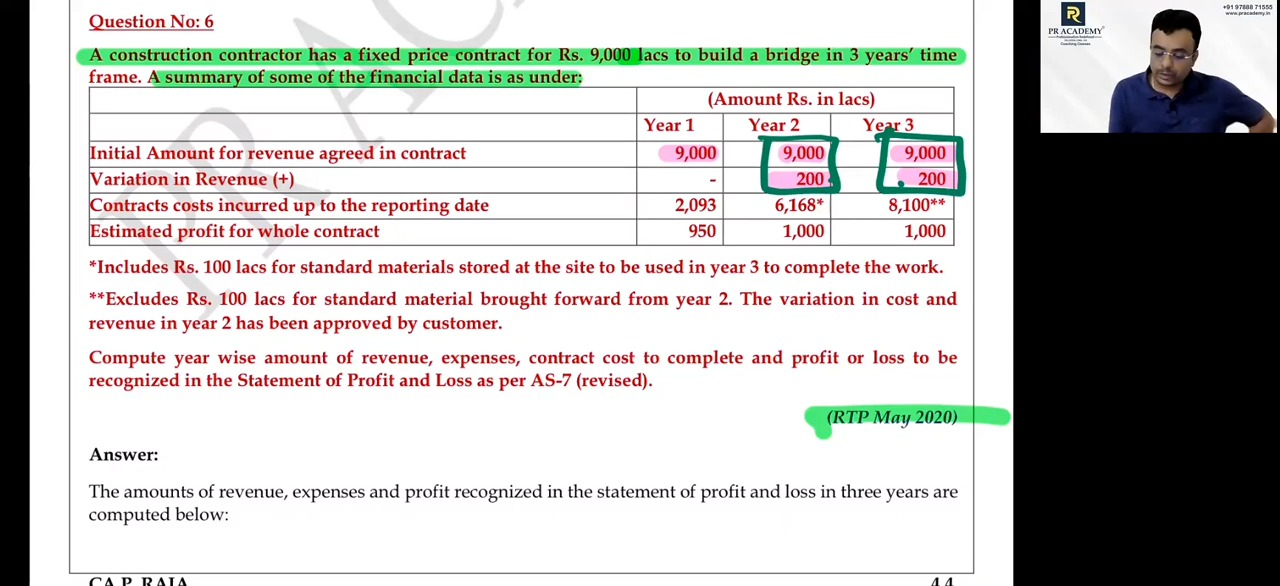 Question No: 6
A construction contractor has a fixed price contract for Rs. 9,000 lacs to build a bridge in 3 years' time
frame. A summary of some of the financial data is as under:
(Amount Rs. in lacs)
Year 1 Year 2 Year 3
Initial Amount for revenue agreed in contract 9,000 9,000 9,000
Variation in Revenue (+) - 200 200
Contracts costs incurred up to the reporting date 2,093 6,168* 8,100**
Estimated profit for whole contract 950 1,000 1,000
*Includes Rs. 100 lacs for standard materials stored at the site to be used in year 3 to complete the work.
**Excludes Rs. 100 lacs for standard material brought forward from year 2. The variation in cost and
revenue in year 2 has been approved by customer.
Compute year wise amount of revenue, expenses, contract cost to complete and profit or loss to be
recognized in the Statement of Profit and Loss as per AS-7 (revised).
(RTP May 2020)
Answer:
The amounts of revenue, expenses and profit recognized in the statement of profit and loss in three years are
computed below:
CA P. RAJA 4.4
PR ACADEMY
+91 97888 71555
www.pracademy.in